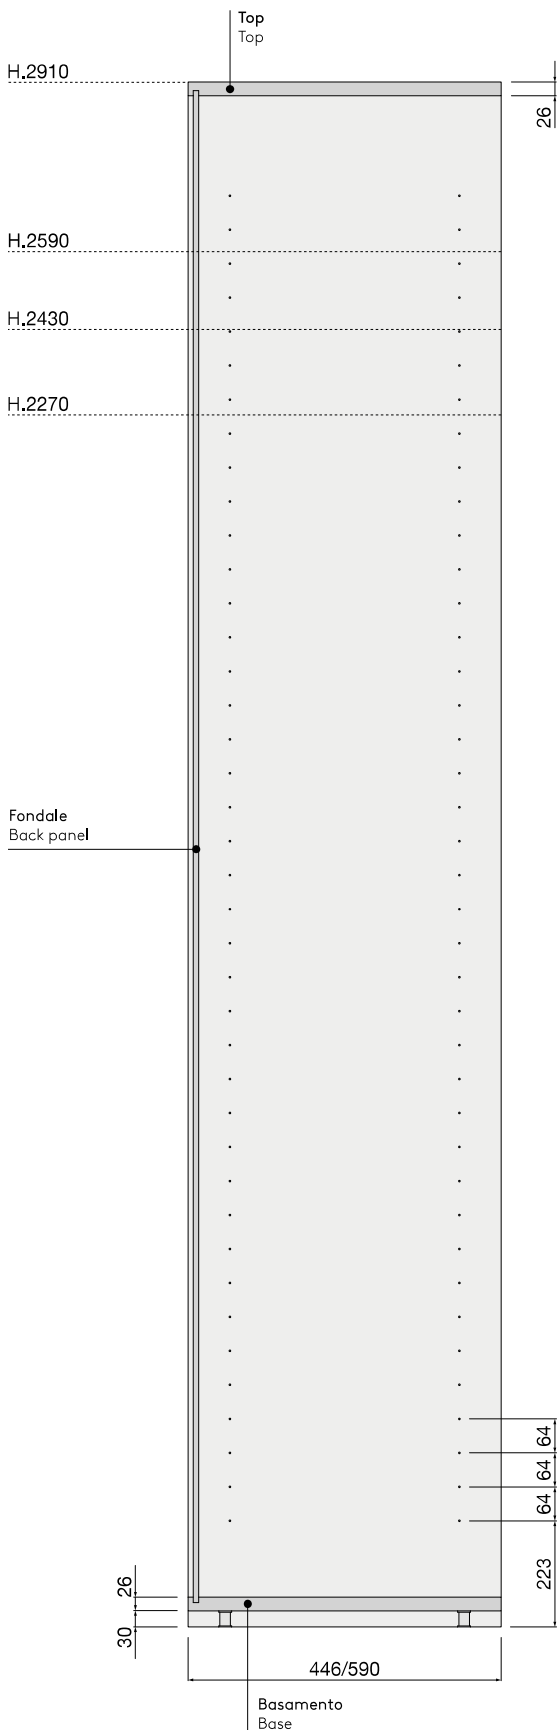 Top
Top
H.2910
26
H.2590
H.2430
H.2270
Fondale
Back panel
64
64
64
223
26
30
446/590
Basamento
Base